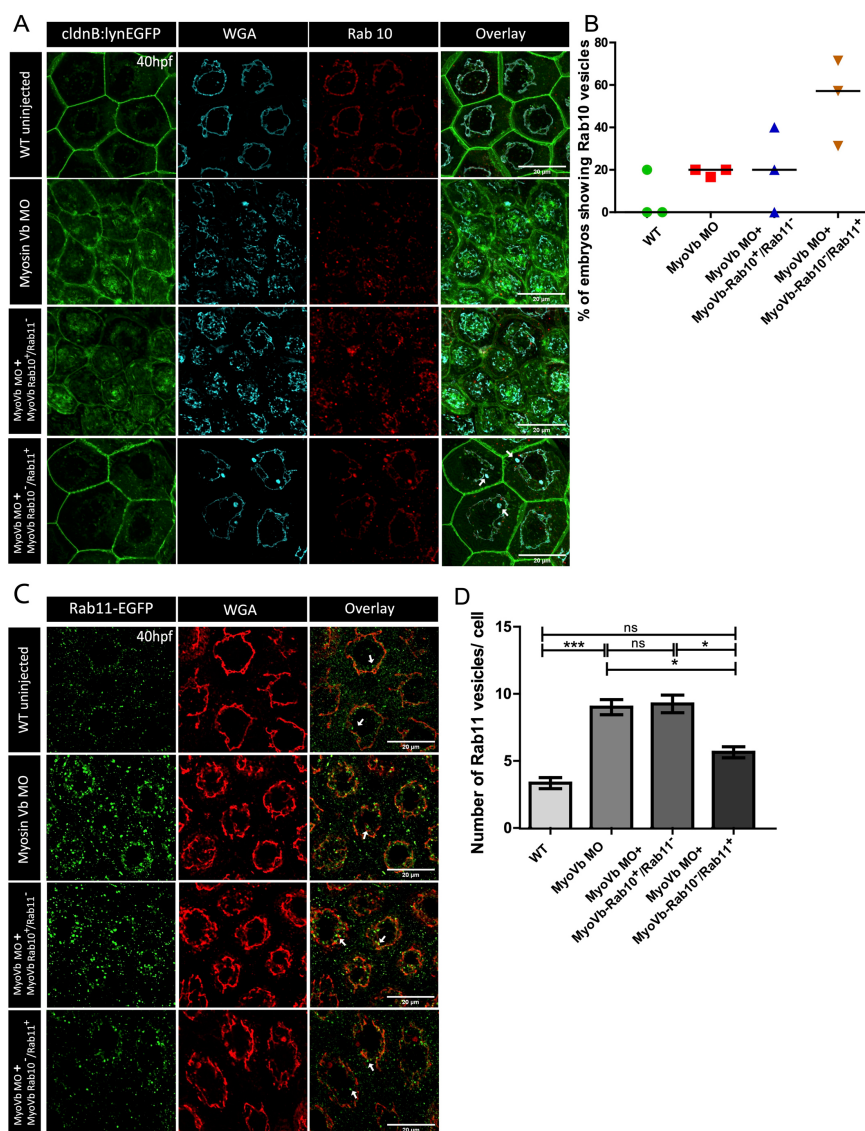 A
cldnB:lynEGFP
WGA
Rab 10
Overlay
40hpf
WT uninjected
20 µm
Myosin Vb MO
20 µm
MyoVb MO +
MyoVb Rab10+/Rab11-
20 µm
MyoVb MO +
MyoVb Rab10-/Rab11+
20 µm
B
% of embryos showing Rab10 vesicles
80
60
40
20
0
WT
MyoVb MO
MyoVb MO+
MyoVb-Rab10+/Rab11-
MyoVb MO+
MyoVb-Rab10-/Rab11+
C
Rab11-EGFP
WGA
Overlay
40hpf
WT uninjected
20 µm
Myosin Vb MO
20 µm
MyoVb MO +
MyoVb Rab10+/Rab11-
20 µm
MyoVb MO +
MyoVb Rab10-/Rab11+
20 µm
D
Number of Rab11 vesicles/ cell
15
10
5
0
ns
*** ns *
*
WT
MyoVb MO
MyoVb MO+
MyoVb-Rab10+/Rab11-
MyoVb MO+
MyoVb-Rab10-/Rab11+